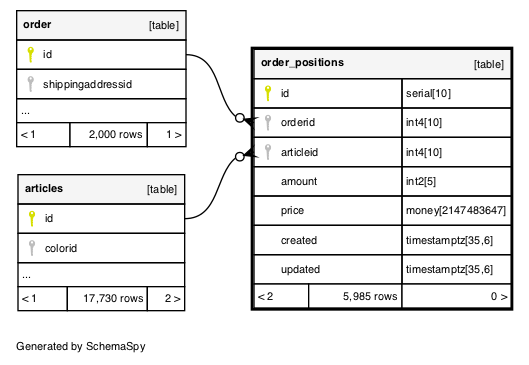 order [table]
id
shippingaddressid
...
< 1 2,000 rows 1 >
articles [table]
id
colorid
...
< 1 17,730 rows 2 >
order_positions [table]
id serial[10]
orderid int4[10]
articleid int4[10]
amount int2[5]
price money[2147483647]
created timestamptz[35,6]
updated timestamptz[35,6]
< 2 5,985 rows 0 >
Generated by SchemaSpy